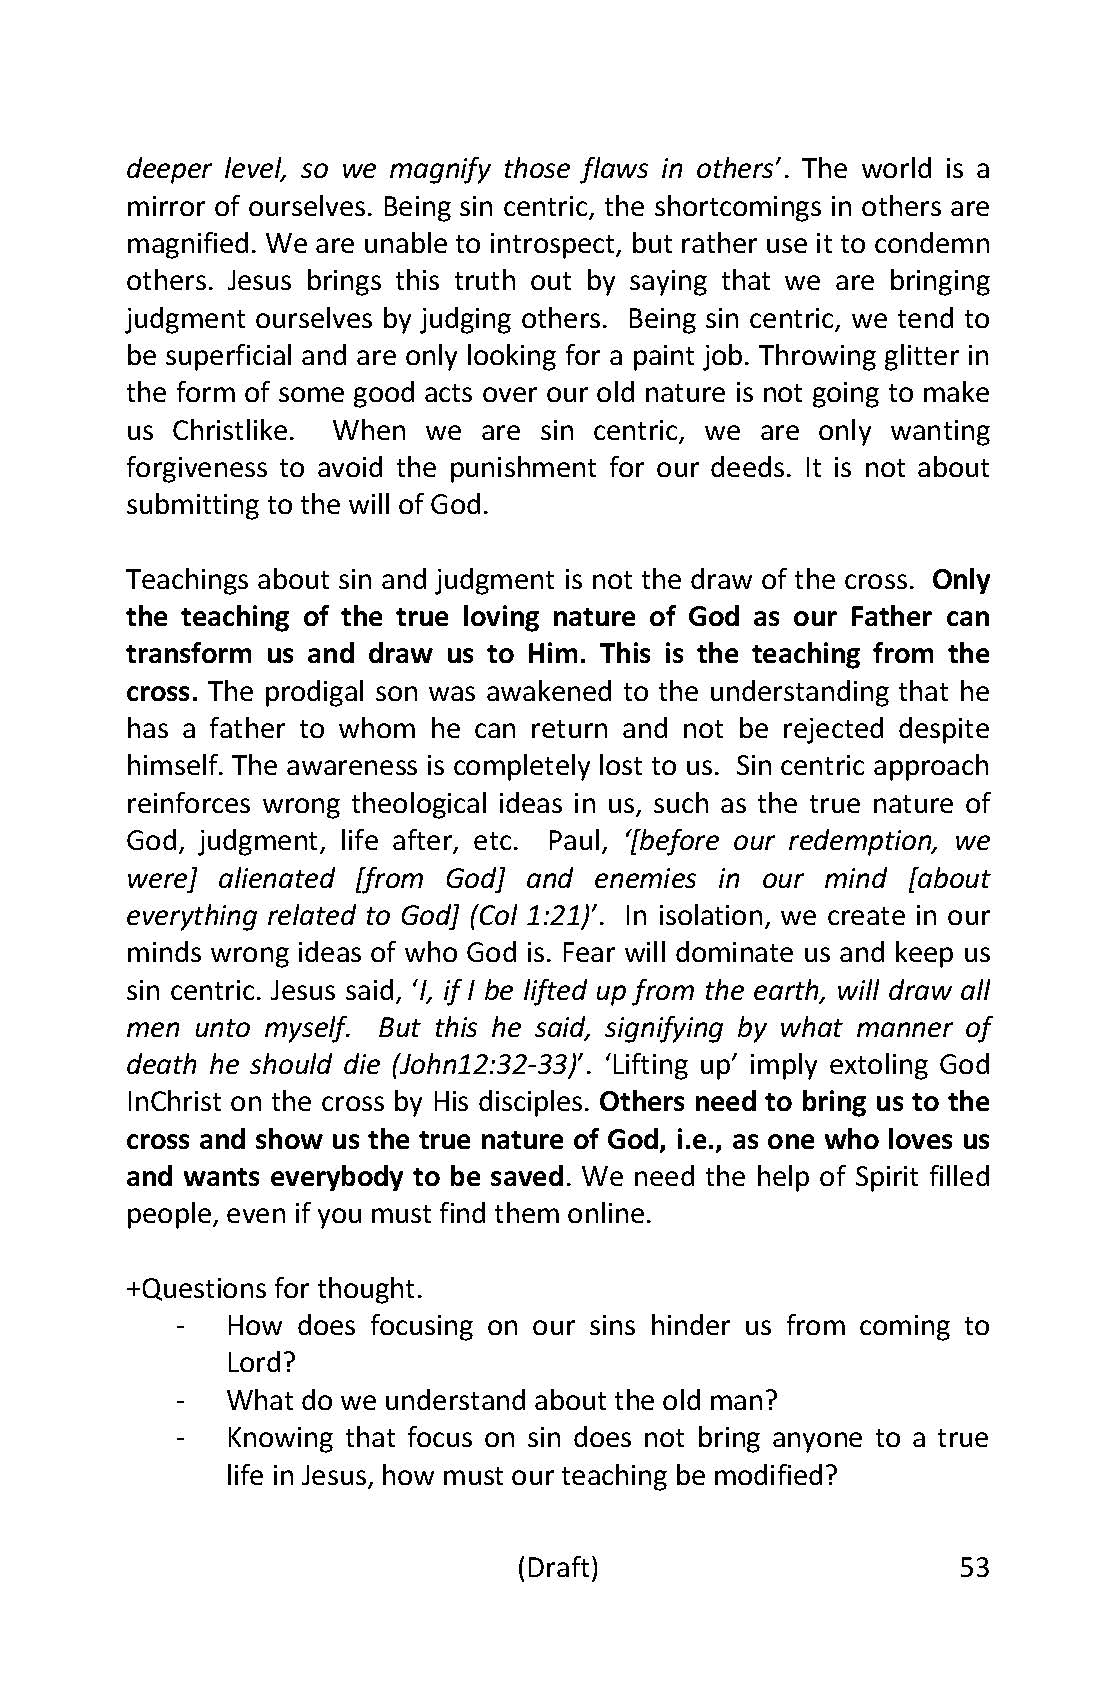 deeper level, so we magnify those flaws in others’. The world is a
mirror of ourselves. Being sin centric, the shortcomings in others are
magnified. We are unable to introspect, but rather use it to condemn
others. Jesus brings this truth out by saying that we are bringing
judgment ourselves by judging others.  Being sin centric, we tend to
be superficial and are only looking for a paint job. Throwing glitter in
the form of some good acts over our old nature is not going to make
us Christlike.  When we are sin centric, we are only wanting
forgiveness to avoid the punishment for our deeds. It is not about
submitting to the will of God.

Teachings about sin and judgment is not the draw of the cross.  Only
the teaching of the true loving nature of God as our Father can
transform us and draw us to Him. This is the teaching from the
cross. The prodigal son was awakened to the understanding that he
has a father to whom he can return and not be rejected despite
himself. The awareness is completely lost to us.  Sin centric approach
reinforces wrong theological ideas in us, such as the true nature of
God, judgment, life after, etc.  Paul, ‘[before our redemption, we
were] alienated [from God] and enemies in our mind [about
everything related to God] (Col 1:21)’.  In isolation, we create in our
minds wrong ideas of who God is. Fear will dominate us and keep us
sin centric. Jesus said, ‘I, if I be lifted up from the earth, will draw all
men unto myself.  But this he said, signifying by what manner of
death he should die (John12:32-33)’. ‘Lifting up’ imply extoling God
InChrist on the cross by His disciples. Others need to bring us to the
cross and show us the true nature of God, i.e., as one who loves us
and wants everybody to be saved. We need the help of Spirit filled
people, even if you must find them online.

+Questions for thought.
- How does focusing on our sins hinder us from coming to
Lord?
- What do we understand about the old man?
- Knowing that focus on sin does not bring anyone to a true
life in Jesus, how must our teaching be modified?

(Draft) 53